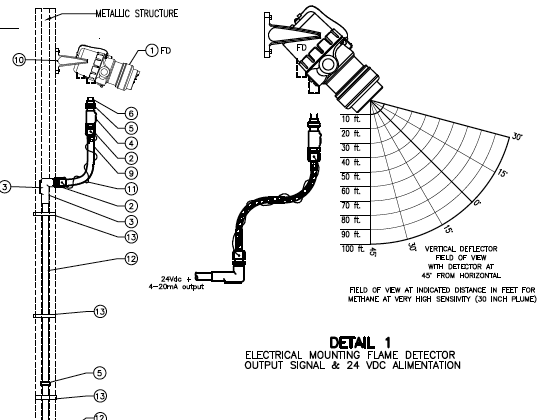 METALLIC STRUCTURE
1 FD
10
FD
6
5
4
2
9
11
3
2
3
13
12
13
5
13
12
10 ft.
20 ft.
30 ft.
40 ft.
50 ft.
60 ft.
70 ft.
80 ft.
90 ft.
100 ft.
45°
30°
15°
0°
15°
30°
24Vdc +
4-20mA output
VERTICAL DEFLECTOR
FIELD OF VIEW
WITH DETECTOR AT
45° FROM HORIZONTAL
FIELD OF VIEW AT INDICATED DISTANCE IN FEET FOR
METHANE AT VERY HIGH SENSIIVITY (30 INCH PLUME)
DETAIL 1
ELECTRICAL MOUNTING FLAME DETECTOR
OUTPUT SIGNAL & 24 VDC ALIMENTATION